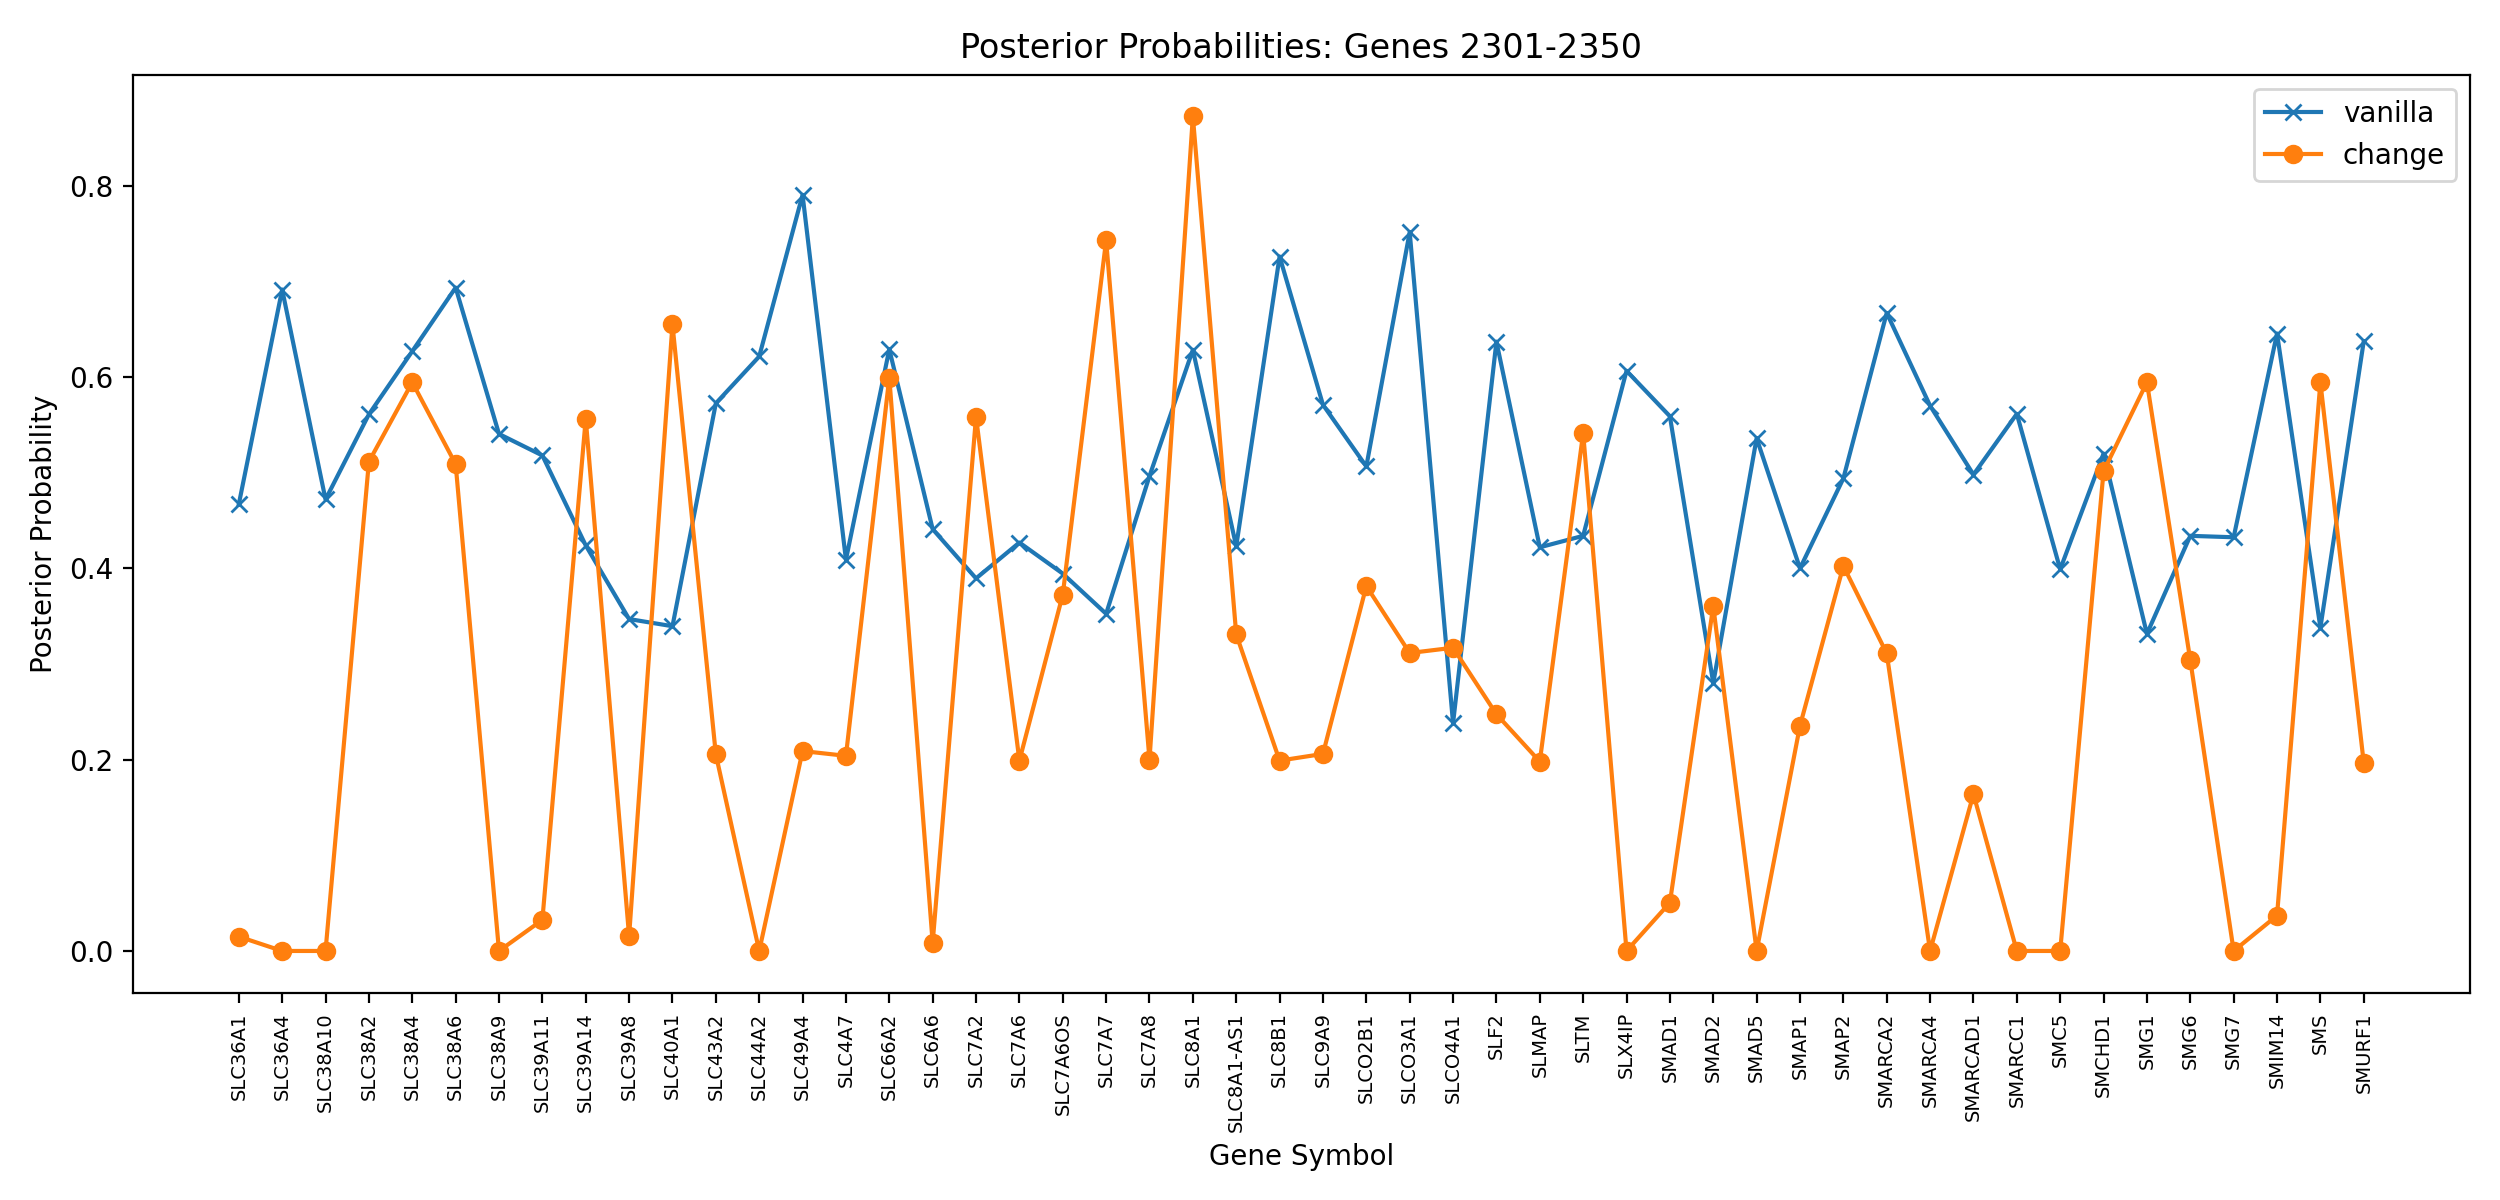 Posterior Probabilities: Genes 2301-2350
vanilla
change
Posterior Probability
0.8
0.6
0.4
0.2
0.0
SLC36A1
SLC36A4
SLC38A10
SLC38A2
SLC38A4
SLC38A6
SLC38A9
SLC39A11
SLC39A14
SLC39A8
SLC40A1
SLC43A2
SLC44A2
SLC49A4
SLC4A7
SLC66A2
SLC6A6
SLC7A2
SLC7A6
SLC7A6OS
SLC7A7
SLC7A8
SLC8A1
SLC8A1-AS1
SLC8B1
SLC9A9
SLCO2B1
SLCO3A1
SLCO4A1
SLF2
SLMAP
SLTM
SLX4IP
SMAD1
SMAD2
SMAD5
SMAP1
SMAP2
SMARCA2
SMARCA4
SMARCAD1
SMARCC1
SMC5
SMCHD1
SMG1
SMG6
SMG7
SMIM14
SMS
SMURF1
Gene Symbol